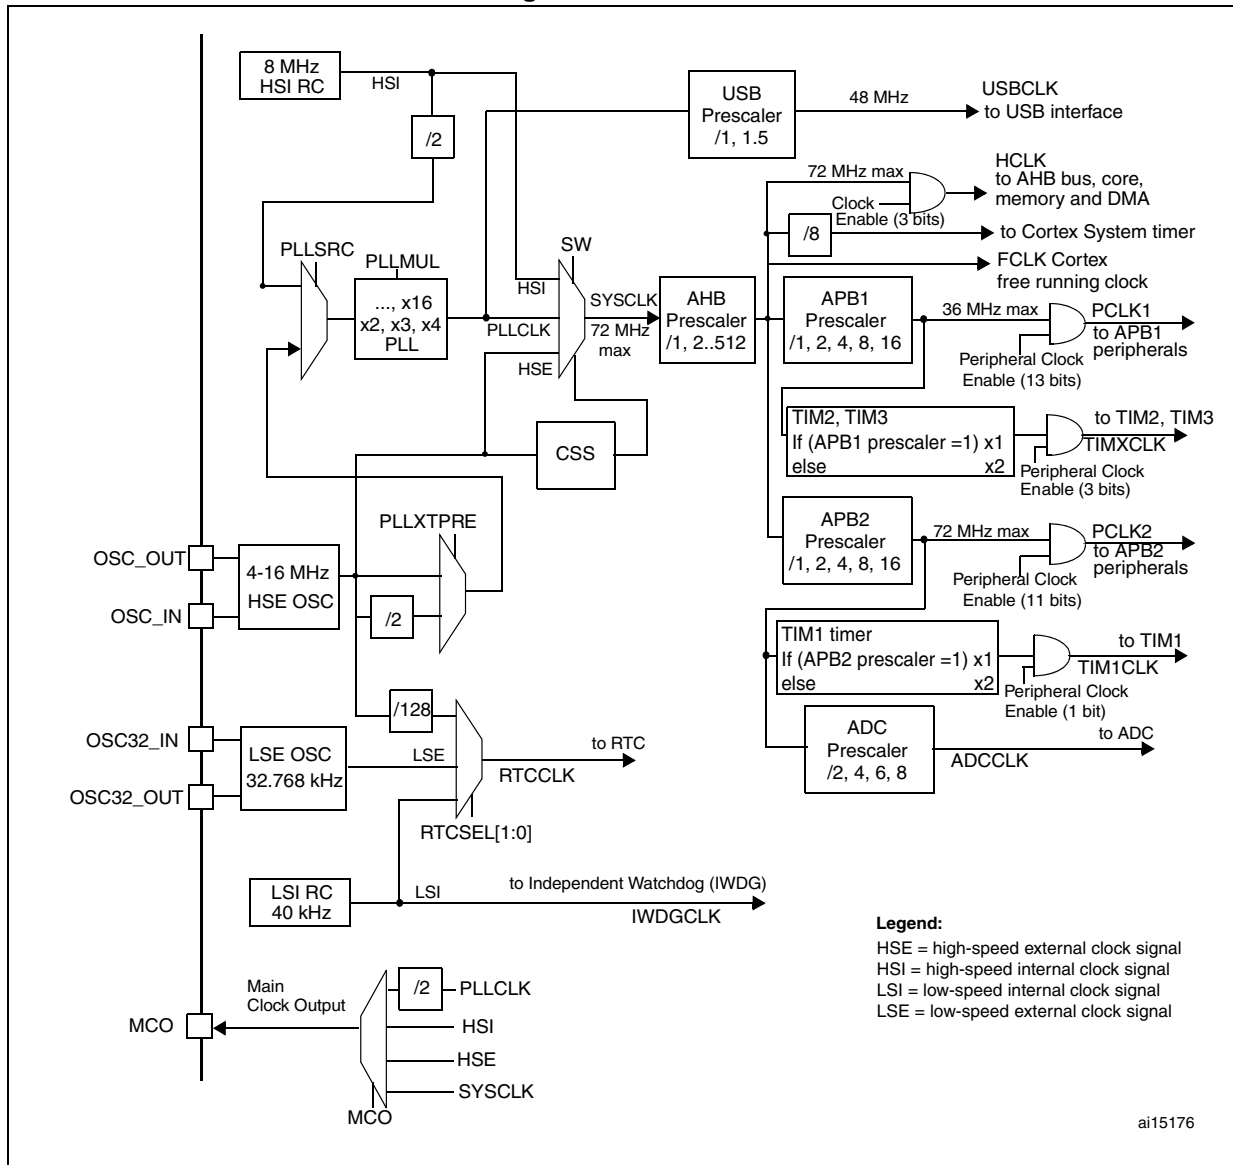 8 MHz
HSI RC
HSI
/2
USB
Prescaler
/1, 1.5
48 MHz
USBCLK
to USB interface
72 MHz max
Clock
Enable (3 bits)
HCLK
to AHB bus, core,
memory and DMA
/8
to Cortex System timer
FCLK Cortex
free running clock
PLLSRC
PLLMUL
..., x16
x2, x3, x4
PLL
SW
HSI
PLLCLK
HSE
SYSCLK
72 MHz
max
AHB
Prescaler
/1, 2..512
APB1
Prescaler
/1, 2, 4, 8, 16
36 MHz max
PCLK1
to APB1
peripherals
Peripheral Clock
Enable (13 bits)
TIM2, TIM3
If (APB1 prescaler =1) x1
else x2
to TIM2, TIM3
TIMXCLK
Peripheral Clock
Enable (3 bits)
CSS
PLLXTPRE
OSC_OUT
OSC_IN
4-16 MHz
HSE OSC
/2
APB2
Prescaler
/1, 2, 4, 8, 16
72 MHz max
PCLK2
to APB2
peripherals
Peripheral Clock
Enable (11 bits)
TIM1 timer
If (APB2 prescaler =1) x1
else x2
to TIM1
TIM1CLK
Peripheral Clock
Enable (1 bit)
/128
OSC32_IN
OSC32_OUT
LSE OSC
32.768 kHz
LSE
to RTC
RTCCLK
RTCSEL[1:0]
ADC
Prescaler
/2, 4, 6, 8
to ADC
ADCCLK
LSI RC
40 kHz
LSI
to Independent Watchdog (IWDG)
IWDGCLK
Legend:
HSE = high-speed external clock signal
HSI = high-speed internal clock signal
LSI = low-speed internal clock signal
LSE = low-speed external clock signal
Main
Clock Output
MCO
/2
PLLCLK
HSI
HSE
SYSCLK
MCO
ai15176